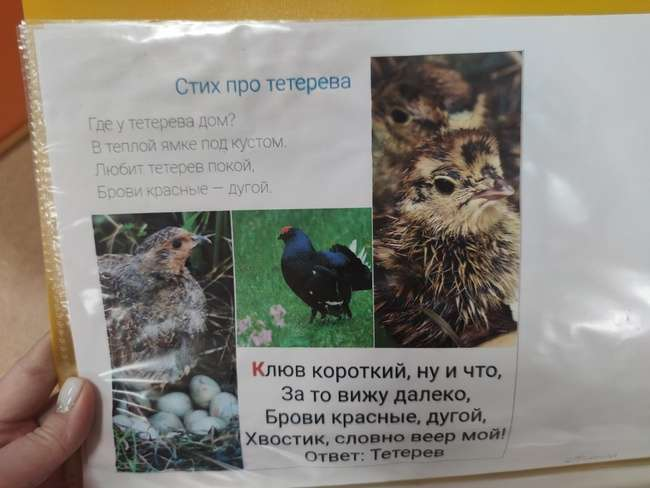 Стих про тетерева
Где у тетерева дом?
В теплой ямке под кустом.
Любит тетерев покой,
Брови красные — дугой.
Клюв короткий, ну и что,
За то вижу далеко,
Брови красные, дугой,
Хвостик, словно веер мой!
Ответ: Тетерев